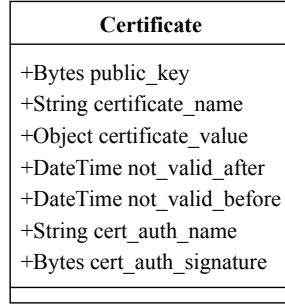 Certificate
+Bytes public_key
+String certificate_name
+Object certificate_value
+DateTime not_valid_after
+DateTime not_valid_before
+String cert_auth_name
+Bytes cert_auth_signature